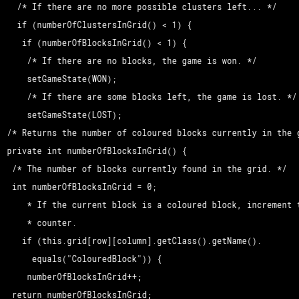 /* If there are no more possible clusters left... */
if (numberOfClustersInGrid() < 1) {
if (numberOfBlocksInGrid() < 1) {
/* If there are no blocks, the game is won. */
setGameState(WON);
/* If there are some blocks left, the game is lost. */
setGameState(LOST);
/* Returns the number of coloured blocks currently in the
private int numberOfBlocksInGrid() {
/* The number of blocks currently found in the grid. */
int numberOfBlocksInGrid = 0;
* If the current block is a coloured block, increment
* counter.
if (this.grid[row][column].getClass().getName().
equals("ColouredBlock")) {
numberOfBlocksInGrid++;
return numberOfBlocksInGrid;